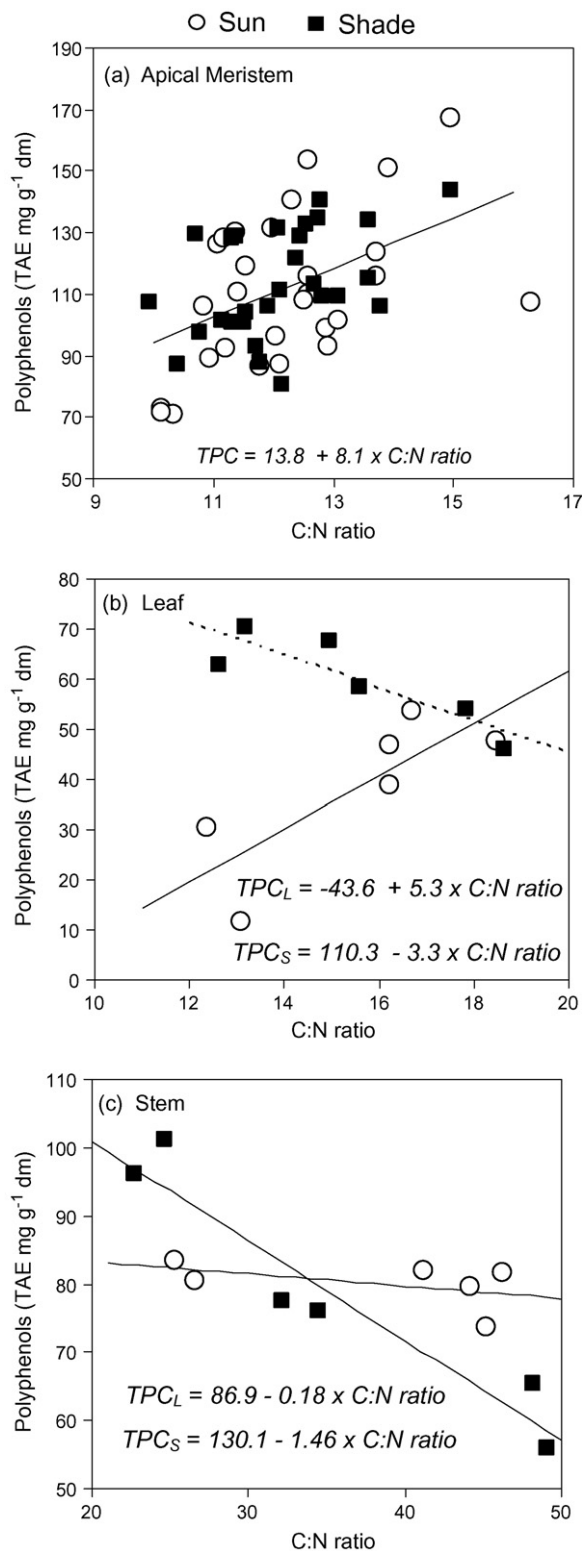 Sun Shade
190
170
150
130
110
90
70
50
Polyphenols (TAE mg g-1 dm)
(a) Apical Meristem
TPC = 13.8 + 8.1 x C:N ratio
9 11 13 15 17
C:N ratio
80
70
60
50
40
30
20
10
0
Polyphenols (TAE mg g-1 dm)
(b) Leaf
TPCL = -43.6 + 5.3 x C:N ratio
TPCS = 110.3 - 3.3 x C:N ratio
10 12 14 16 18 20
C:N ratio
110
100
90
80
70
60
50
Polyphenols (TAE mg g-1 dm)
(c) Stem
TPCL = 86.9 - 0.18 x C:N ratio
TPCS = 130.1 - 1.46 x C:N ratio
20 30 40 50
C:N ratio